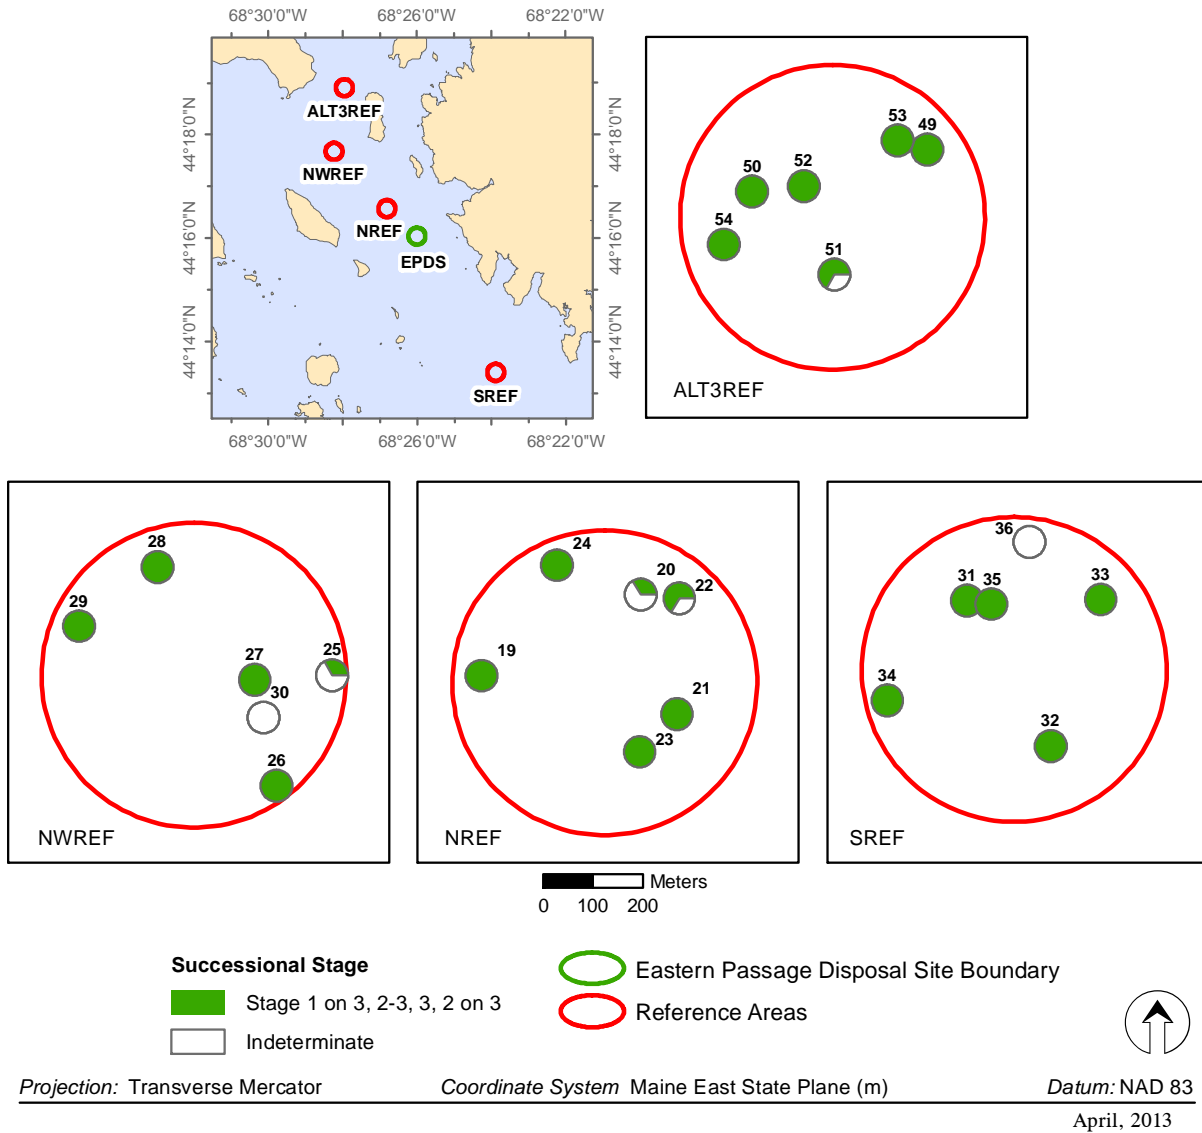 68°30'0"W 68°26'0"W 68°22'0"W
44°18'0"N
44°16'0"N
44°14'0"N
ALT3REF
NWREF
NREF
EPDS
SREF
44°18'0"N
44°16'0"N
44°14'0"N
68°30'0"W 68°26'0"W 68°22'0"W
53 49
50 52
54
51
ALT3REF
28
29
27
25
30
26
NWREF
24
20
22
19
21
23
NREF
36
31 35
33
34
32
SREF
Meters
0 100 200
Successional Stage
Stage 1 on 3, 2-3, 3, 2 on 3
Indeterminate
Eastern Passage Disposal Site Boundary
Reference Areas
Projection: Transverse Mercator Coordinate System Maine East State Plane (m) Datum: NAD 83
April, 2013